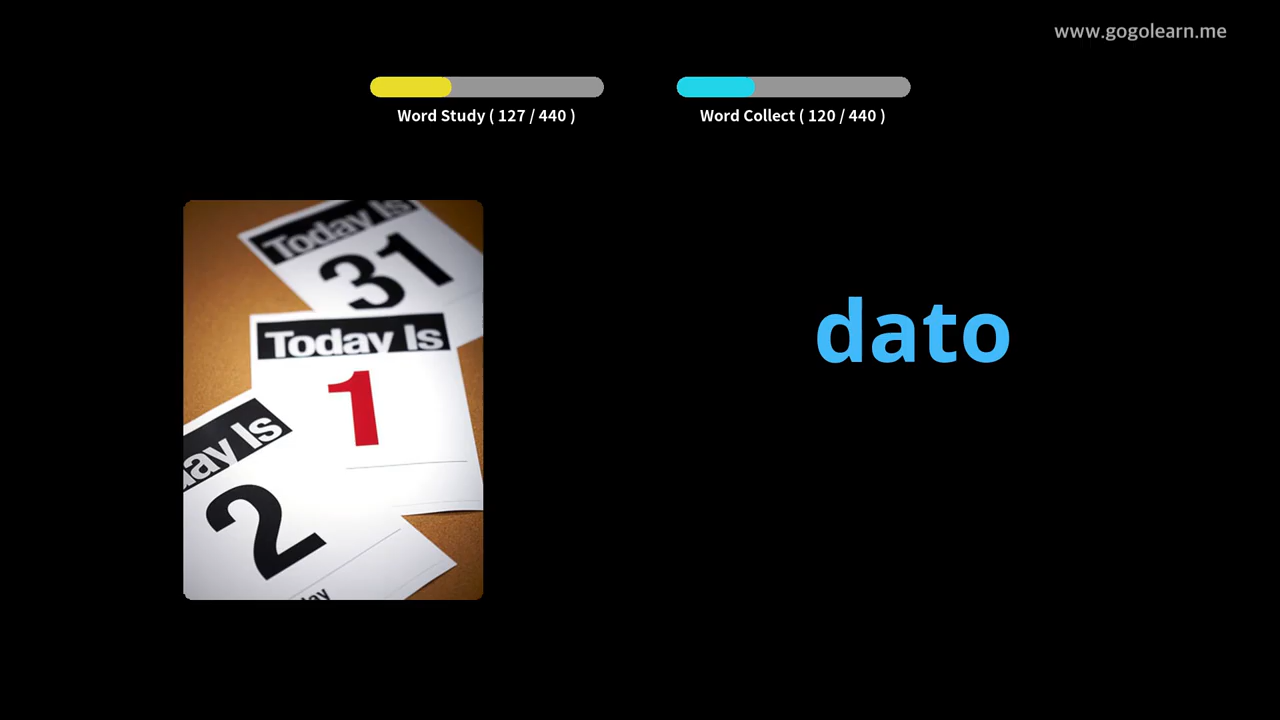 www.gogolearn.me
Word Study ( 127 / 440 )
Word Collect ( 120 / 440 )
Today Is
31
Today Is
1
day Is
2
dato